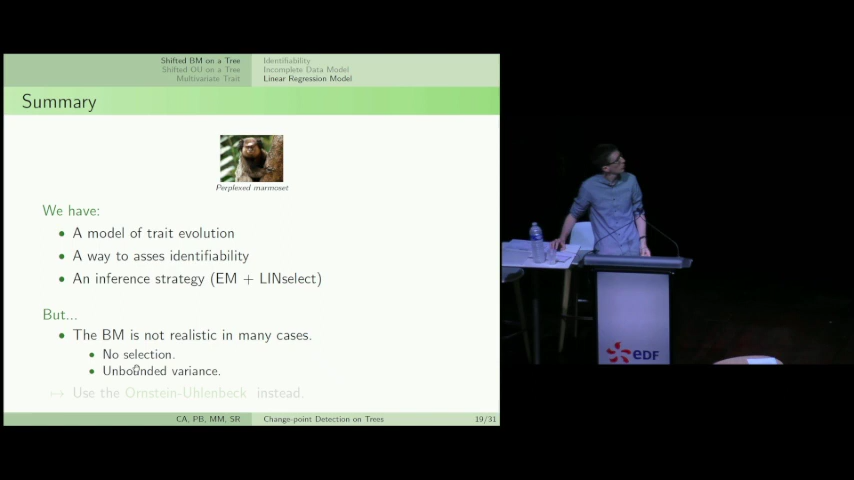 Shifted BM on a Tree
Shifted OU on a Tree
Multivariate Trait
Identifiability
Incomplete Data Model
Linear Regression Model
Summary
Perplexed marmoset
We have:
• A model of trait evolution
• A way to asses identifiability
• An inference strategy (EM + LINselect)
But...
• The BM is not realistic in many cases.
• No selection.
• Unbounded variance.
↦ Use the Ornstein-Uhlenbeck instead.
CA, PB, MM, SR
Change-point Detection on Trees
19/31
edF